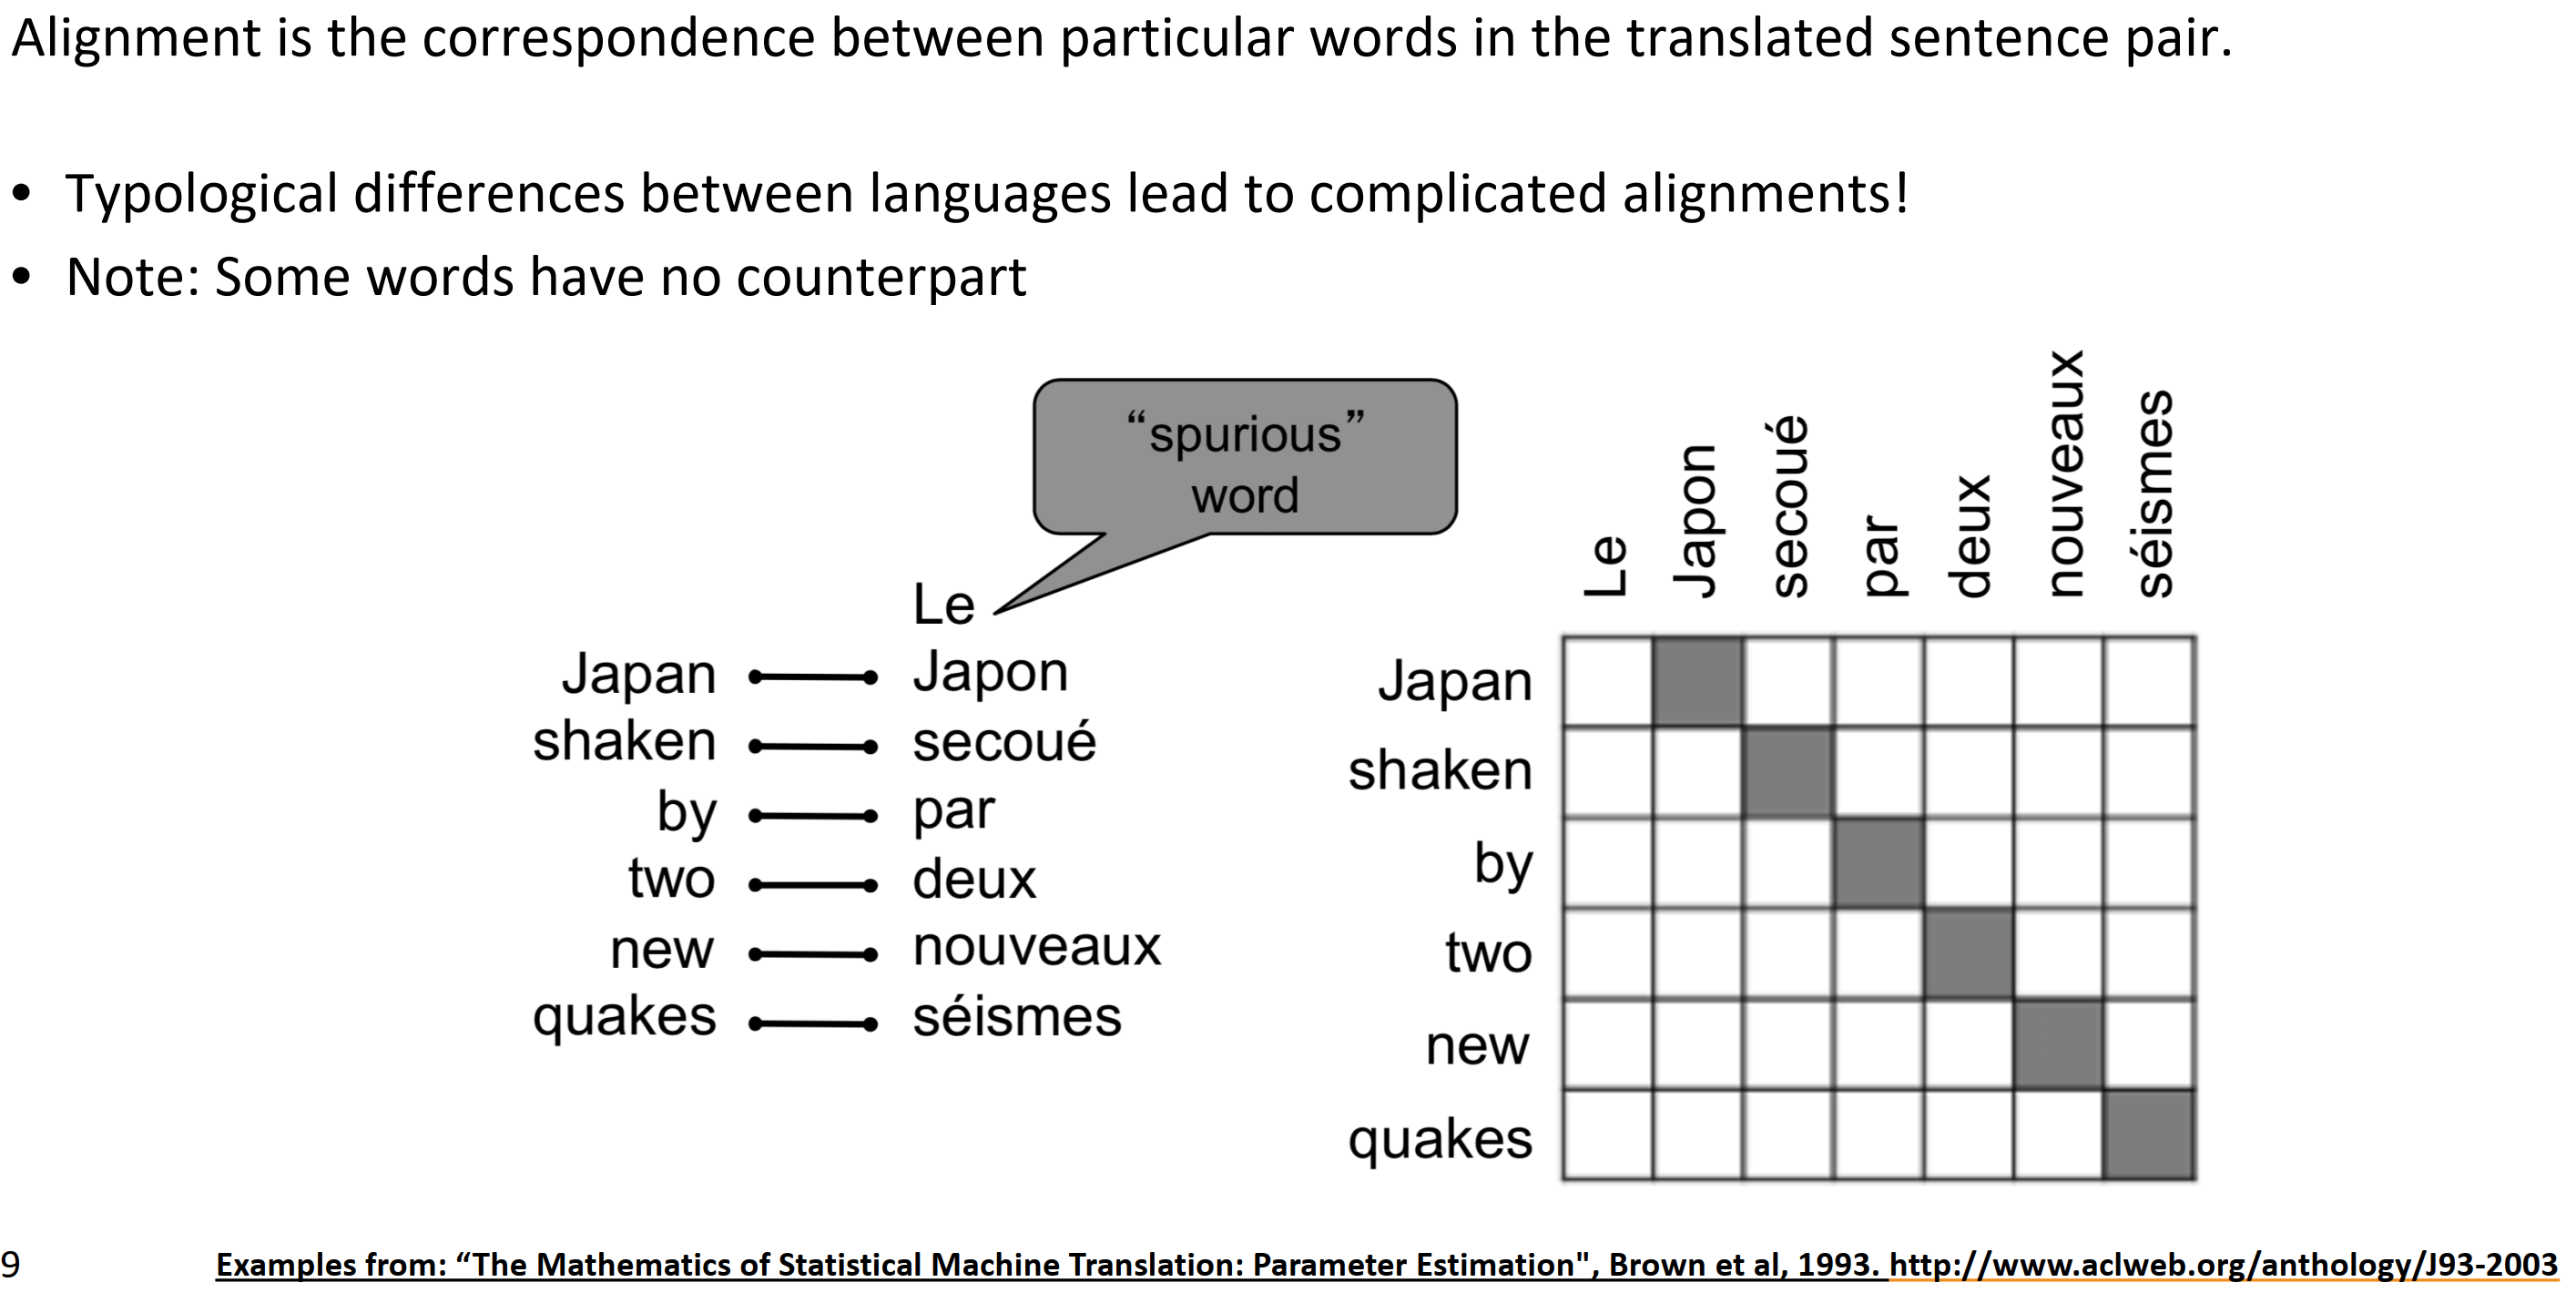 Alignment is the correspondence between particular words in the translated sentence pair.
• Typological differences between languages lead to complicated alignments!
• Note: Some words have no counterpart
“spurious”
word
Le
Japan Japon
shaken secoué
by par
two deux
new nouveaux
quakes séismes
Le Japon secoué par deux nouveaux séismes
Japan
shaken
by
two
new
quakes
9 Examples from: “The Mathematics of Statistical Machine Translation: Parameter Estimation", Brown et al, 1993. http://www.aclweb.org/anthology/J93-2003